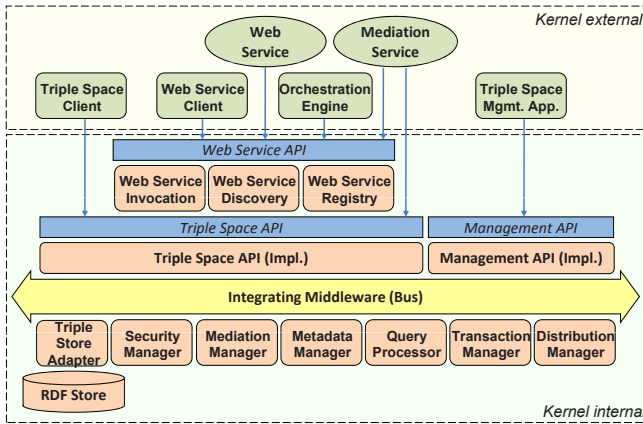 Kernel external
Web
Service
Mediation
Service
Triple Space
Client
Web Service
Client
Orchestration
Engine
Triple Space
Mgmt. App.
Web Service API
Web Service
Invocation
Web Service
Discovery
Web Service
Registry
Triple Space API
Management API
Triple Space API (Impl.)
Management API (Impl.)
Integrating Middleware (Bus)
Triple
Store
Adapter
Security
Manager
Mediation
Manager
Metadata
Manager
Query
Processor
Transaction
Manager
Distribution
Manager
RDF Store
Kernel internal